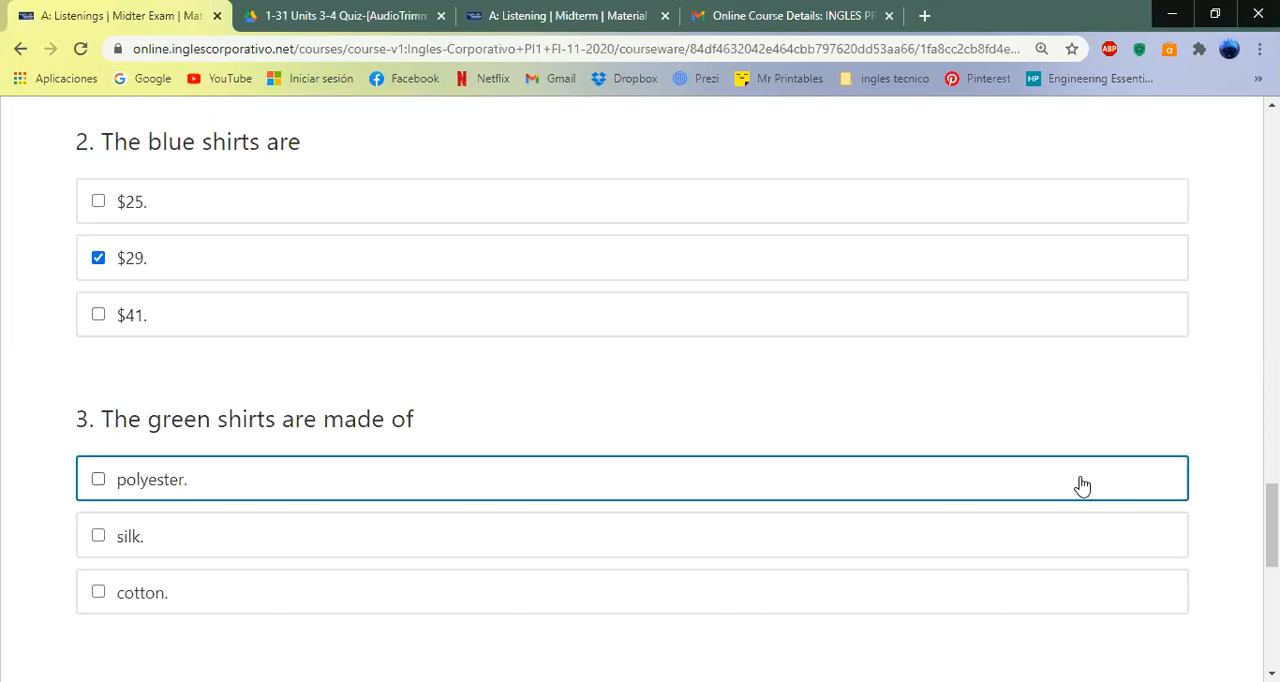 A: Listenings | Midter Exam | Mat
1-31 Units 3-4 Quiz-[AudioTrimm
A: Listening | Midterm | Material
Online Course Details: INGLES PR
online.inglescorporativo.net/courses/course-v1:Ingles-Corporativo+PI1+FI-11-2020/courseware/84df4632042e464cbb797620dd53aa66/1fa8cc2cb8fd4e...
ABP
Aplicaciones
Google
YouTube
Iniciar sesión
Facebook
Netflix
Gmail
Dropbox
Prezi
Mr Printables
ingles tecnico
Pinterest
HP
Engineering Essenti...
2. The blue shirts are
$25.
$29.
$41.
3. The green shirts are made of
polyester.
silk.
cotton.